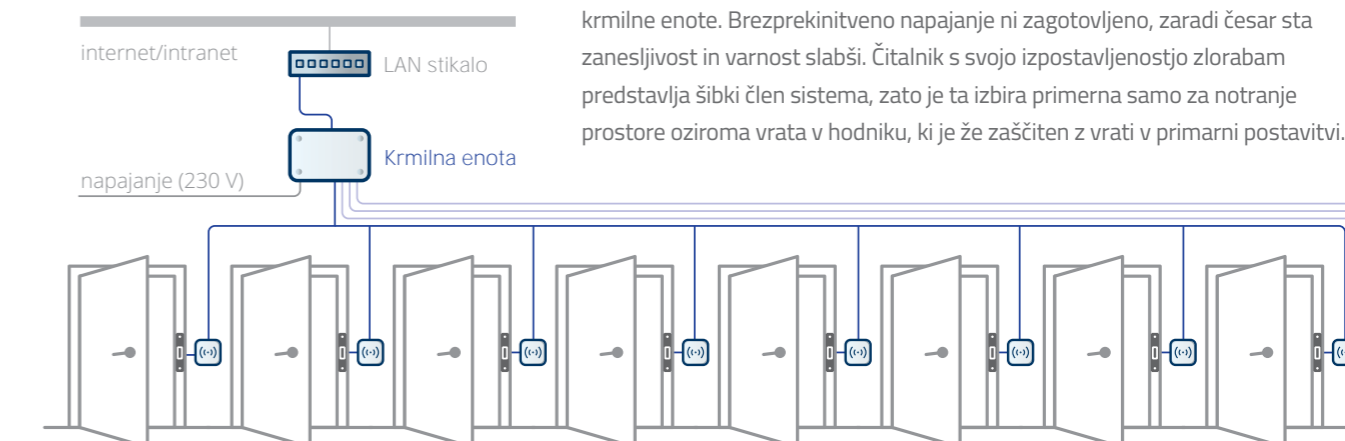 krmilne enote. Brezprekinitveno napajanje ni zagotovljeno, zaradi česar sta
zanesljivost in varnost slabši. Čitalnik s svojo izpostavljenostjo zlorabam
predstavlja šibki člen sistema, zato je ta izbira primerna samo za notranje
prostore oziroma vrata v hodniku, ki je že zaščiten z vrati v primarni postavitvi.
internet/intranet
LAN stikalo
Krmilna enota
napajanje (230 V)